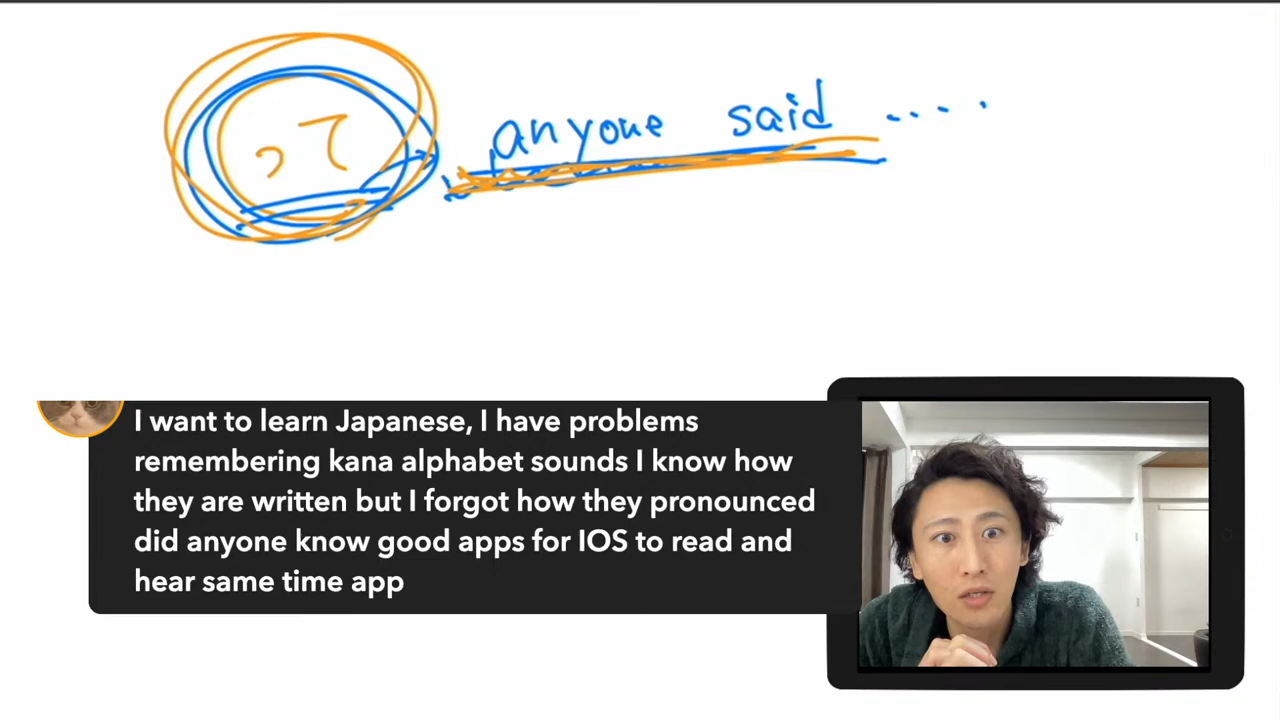 って anyone said ....
I want to learn Japanese, I have problems
remembering kana alphabet sounds I know how
they are written but I forgot how they pronounced
did anyone know good apps for IOS to read and
hear same time app